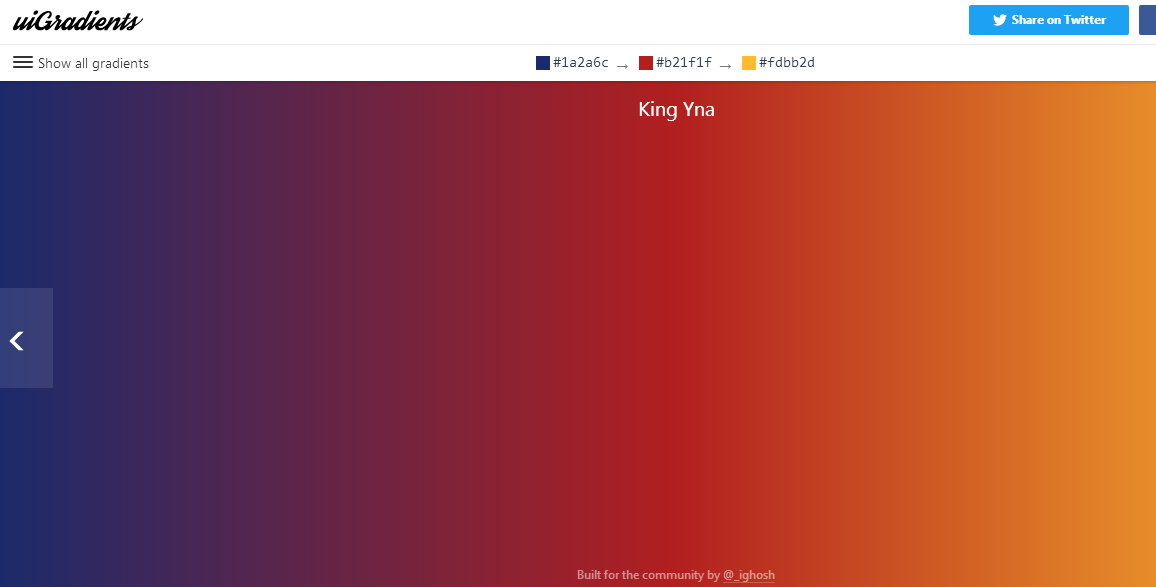 uiGradients
Share on Twitter
Show all gradients
#1a2a6c → #b21f1f → #fdbb2d
King Yna
Built for the community by @_ighosh